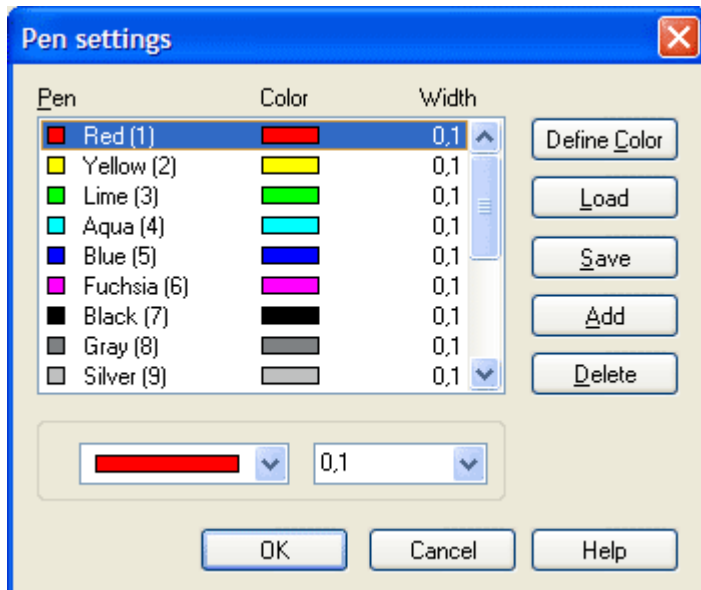 Pen settings
Pen Color Width
Red (1) 0,1
Yellow (2) 0,1
Lime (3) 0,1
Aqua (4) 0,1
Blue (5) 0,1
Fuchsia (6) 0,1
Black (7) 0,1
Gray (8) 0,1
Silver (9) 0,1
Define Color
Load
Save
Add
Delete
0,1
OK Cancel Help